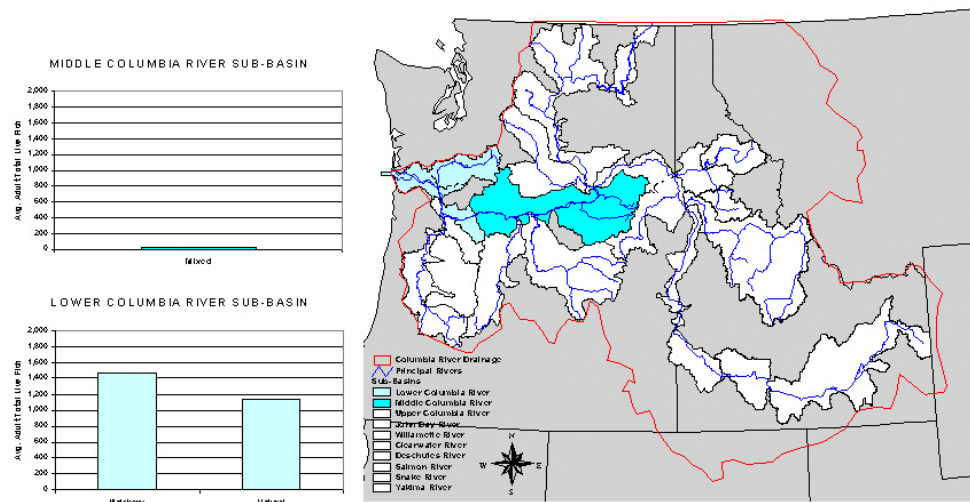 MIDDLE COLUMBIA RIVER SUB-BASIN
Avg. Adult Total Live Fish
2,000
1,800
1,600
1,400
1,200
1,000
800
600
400
200
0
Mixed
LOWER COLUMBIA RIVER SUB-BASIN
Avg. Adult Total Live Fish
2,000
1,800
1,600
1,400
1,200
1,000
800
600
400
200
0
Hatchery Natural
Columbia River Drainage
Principal Rivers
Sub-Basins
Lower Columbia River
Middle Columbia River
Upper Columbia River
John Day River
Willamette River
Clearwater River
Deschutes River
Salmon River
Snake River
Yakima River
N
W E
S